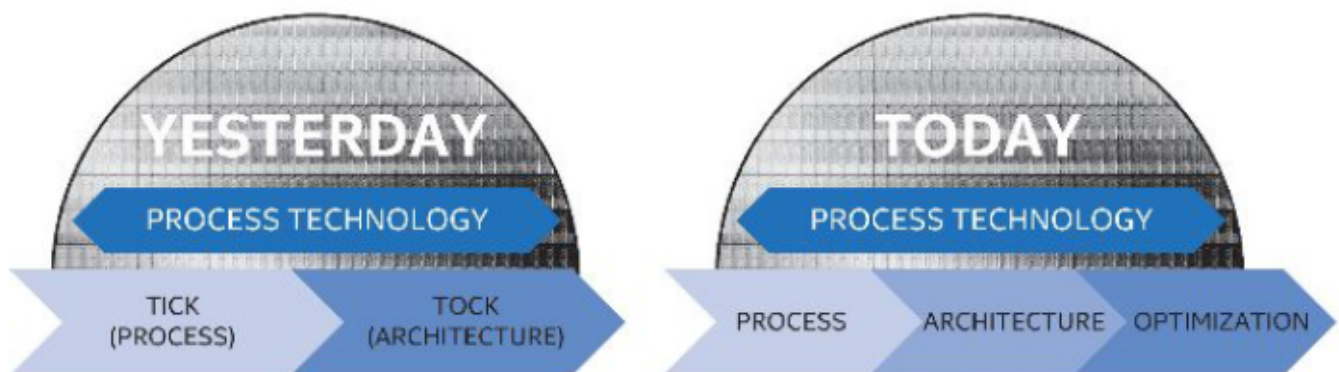 YESTERDAY
PROCESS TECHNOLOGY
TICK
(PROCESS)
TOCK
(ARCHITECTURE)
TODAY
PROCESS TECHNOLOGY
PROCESS
ARCHITECTURE
OPTIMIZATION